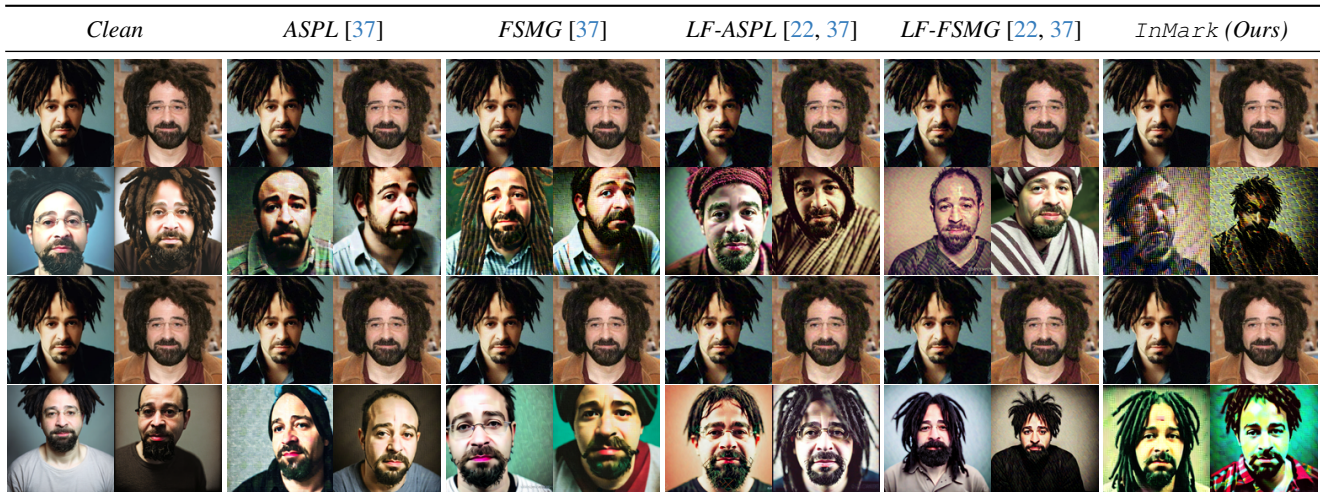 Clean ASPL [37] FSMG [37] LF-ASPL [22, 37] LF-FSMG [22, 37] InMark (Ours)